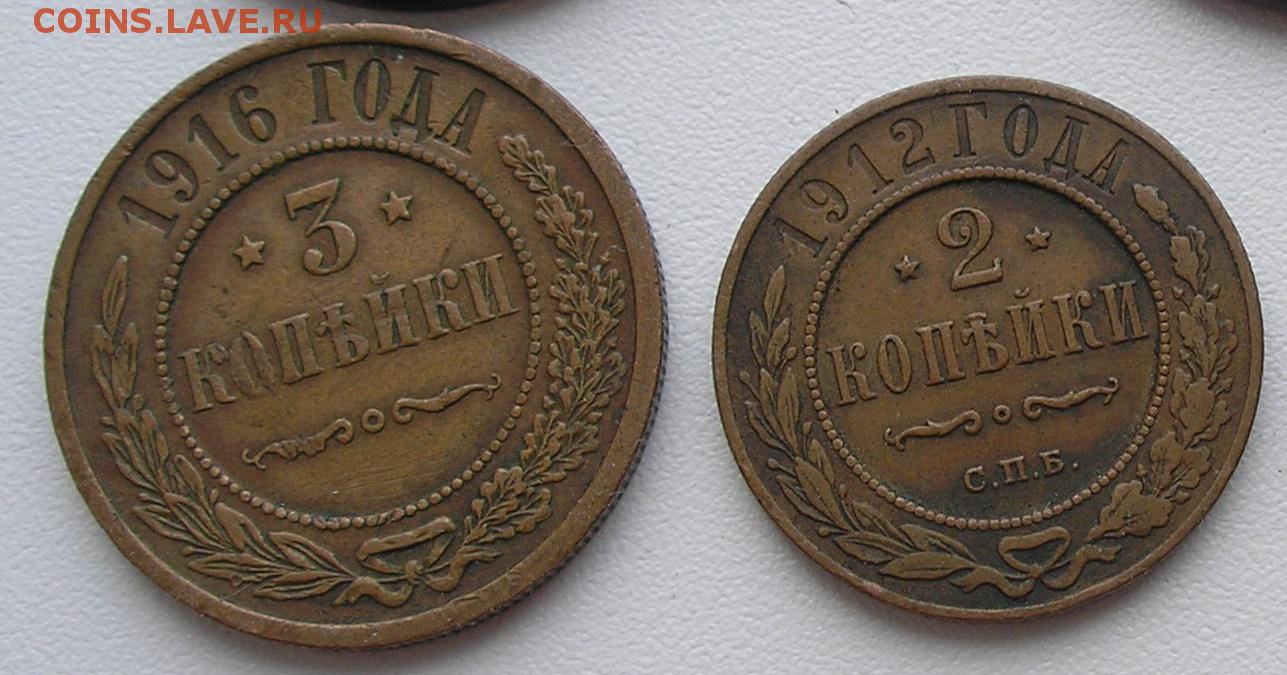 COINS.LAVE.RU
1916 ГОДА
3
КОПѢЙКИ
1912 ГОДА
2
КОПѢЙКИ
С.П.Б.